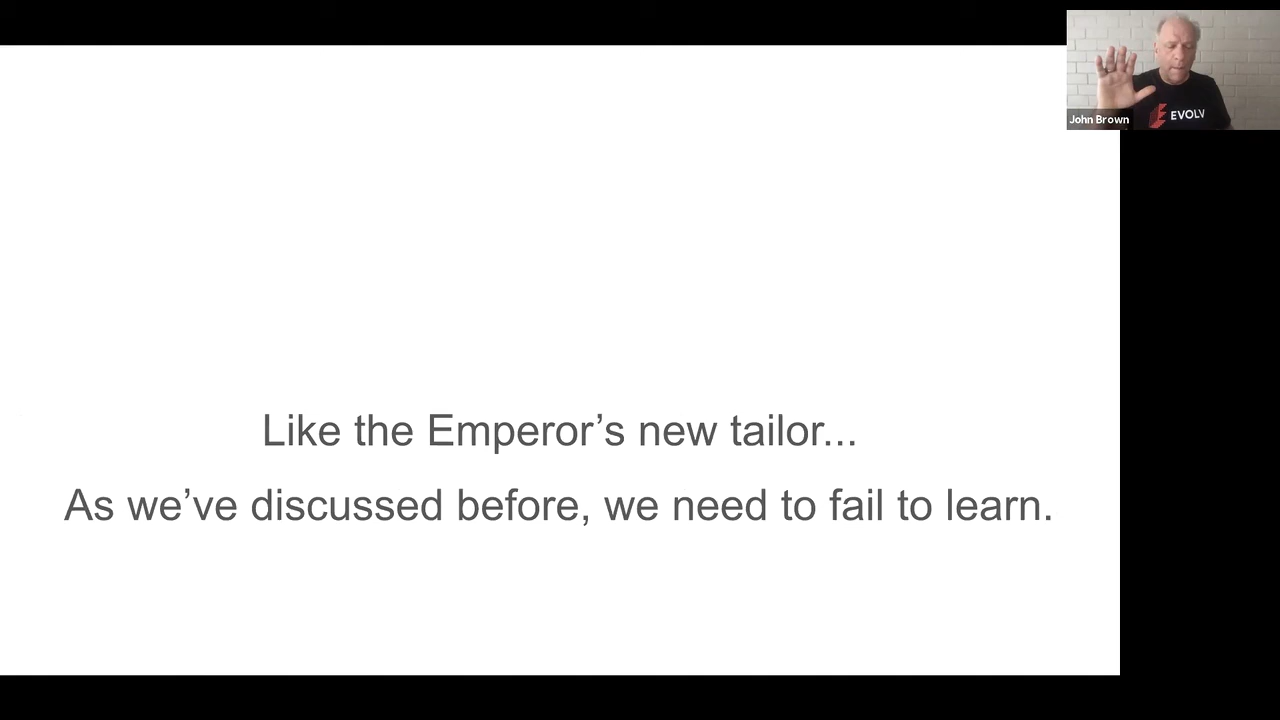 EVOLV
John Brown
Like the Emperor’s new tailor...
As we’ve discussed before, we need to fail to learn.